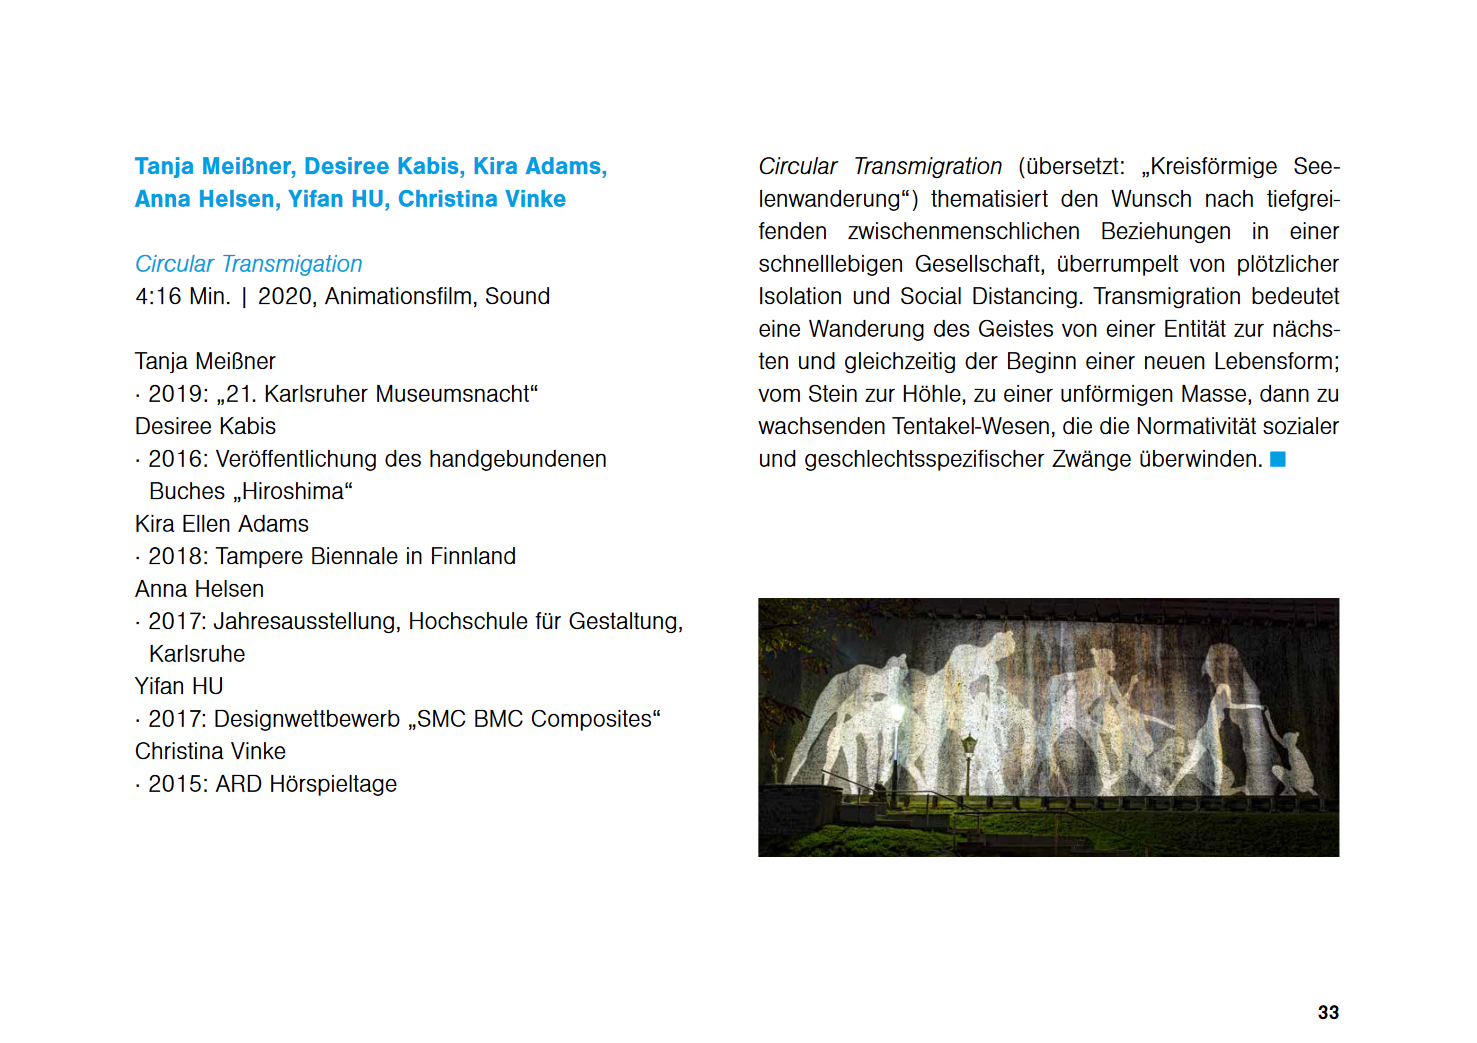 Tanja Meißner, Desiree Kabis, Kira Adams,
Anna Helsen, Yifan HU, Christina Vinke
Circular Transmigation
4:16 Min. | 2020, Animationsfilm, Sound
Tanja Meißner
· 2019: „21. Karlsruher Museumsnacht“
Desiree Kabis
· 2016: Veröffentlichung des handgebundenen
Buches „Hiroshima“
Kira Ellen Adams
· 2018: Tampere Biennale in Finnland
Anna Helsen
· 2017: Jahresausstellung, Hochschule für Gestaltung,
Karlsruhe
Yifan HU
· 2017: Designwettbewerb „SMC BMC Composites“
Christina Vinke
· 2015: ARD Hörspieltage
Circular Transmigration (übersetzt: „Kreisförmige See-
lenwanderung“) thematisiert den Wunsch nach tiefgrei-
fenden zwischenmenschlichen Beziehungen in einer
schnelllebigen Gesellschaft, überrumpelt von plötzlicher
Isolation und Social Distancing. Transmigration bedeutet
eine Wanderung des Geistes von einer Entität zur nächs-
ten und gleichzeitig der Beginn einer neuen Lebensform;
vom Stein zur Höhle, zu einer unförmigen Masse, dann zu
wachsenden Tentakel-Wesen, die die Normativität sozialer
und geschlechtsspezifischer Zwänge überwinden.
33